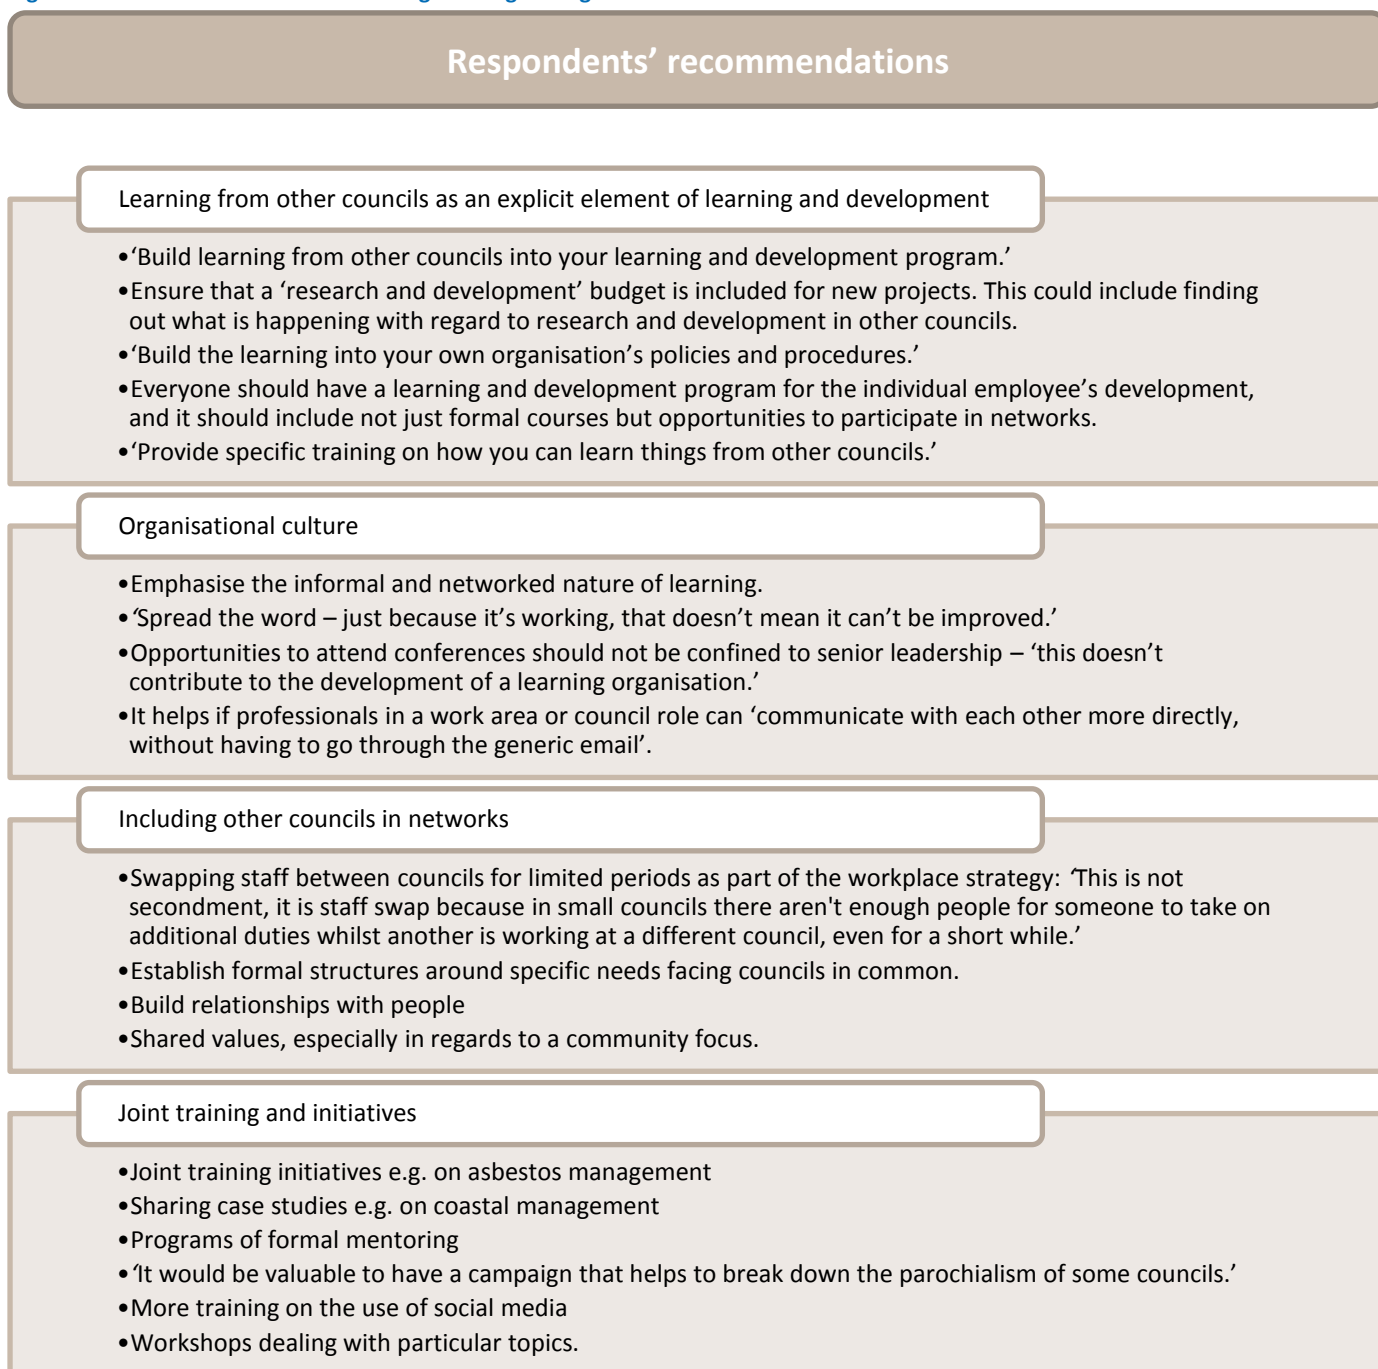 Respondents’ recommendations
Learning from other councils as an explicit element of learning and development
•‘Build learning from other councils into your learning and development program.’
•Ensure that a ‘research and development’ budget is included for new projects. This could include finding
out what is happening with regard to research and development in other councils.
•‘Build the learning into your own organisation’s policies and procedures.’
•Everyone should have a learning and development program for the individual employee’s development,
and it should include not just formal courses but opportunities to participate in networks.
•‘Provide specific training on how you can learn things from other councils.’
Organisational culture
•Emphasise the informal and networked nature of learning.
•‘Spread the word – just because it’s working, that doesn’t mean it can’t be improved.’
•Opportunities to attend conferences should not be confined to senior leadership – ‘this doesn’t
contribute to the development of a learning organisation.’
•It helps if professionals in a work area or council role can ‘communicate with each other more directly,
without having to go through the generic email’.
Including other councils in networks
•Swapping staff between councils for limited periods as part of the workplace strategy: ‘This is not
secondment, it is staff swap because in small councils there aren't enough people for someone to take on
additional duties whilst another is working at a different council, even for a short while.’
•Establish formal structures around specific needs facing councils in common.
•Build relationships with people
•Shared values, especially in regards to a community focus.
Joint training and initiatives
•Joint training initiatives e.g. on asbestos management
•Sharing case studies e.g. on coastal management
•Programs of formal mentoring
•‘It would be valuable to have a campaign that helps to break down the parochialism of some councils.’
•More training on the use of social media
•Workshops dealing with particular topics.